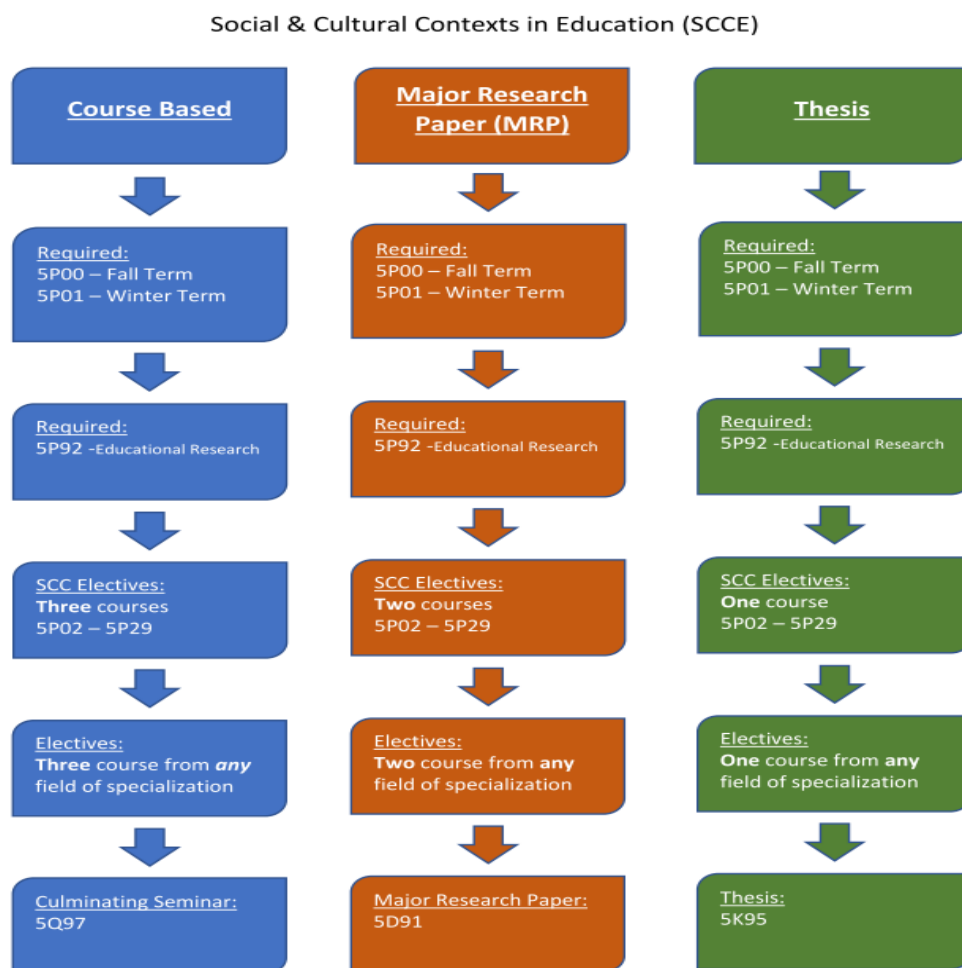 Social & Cultural Contexts in Education (SCCE)
Course Based
Required:
5P00 – Fall Term
5P01 – Winter Term
Required:
5P92 -Educational Research
SCC Electives:
Three courses
5P02 – 5P29
Electives:
Three course from any
field of specialization
Culminating Seminar:
5Q97
Major Research
Paper (MRP)
Required:
5P00 – Fall Term
5P01 – Winter Term
Required:
5P92 -Educational Research
SCC Electives:
Two courses
5P02 – 5P29
Electives:
Two course from any
field of specialization
Major Research Paper:
5D91
Thesis
Required:
5P00 – Fall Term
5P01 – Winter Term
Required:
5P92 -Educational Research
SCC Electives:
One course
5P02 – 5P29
Electives:
One course from any
field of specialization
Thesis:
5K95